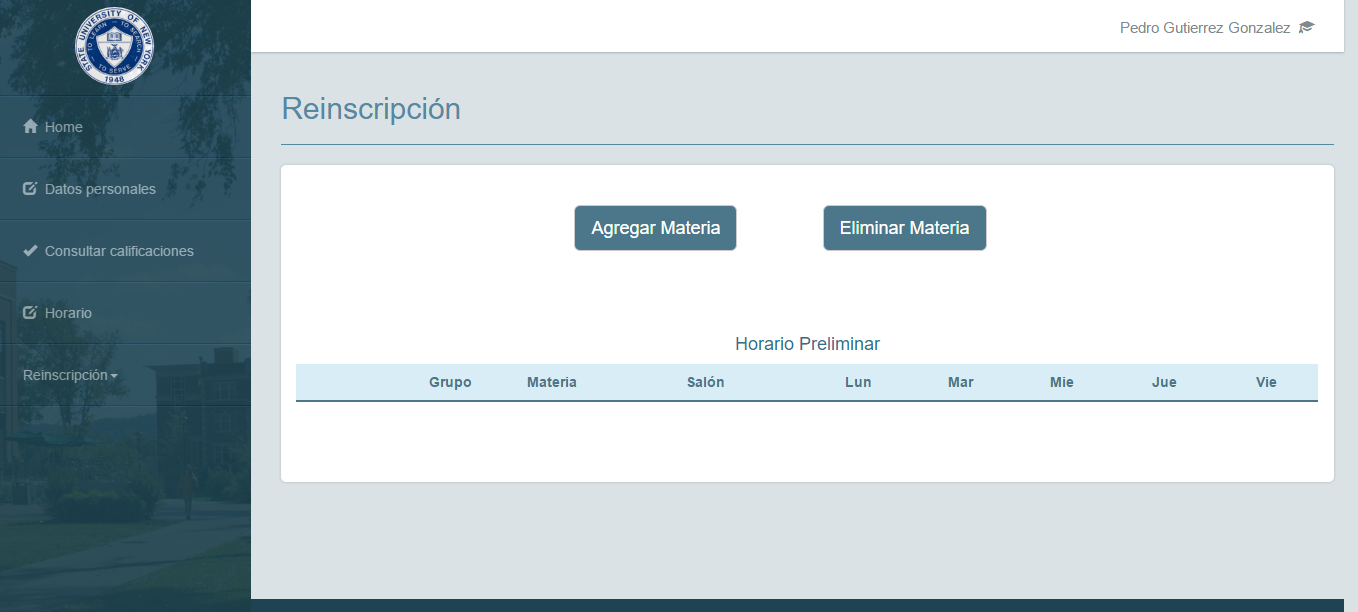 STATE UNIVERSITY OF NEW YORK
TO LEARN - TO SEARCH
TO SERVE
1948
Pedro Gutierrez Gonzalez
Home
Datos personales
Consultar calificaciones
Horario
Reinscripción
Reinscripción
Agregar Materia Eliminar Materia
Horario Preliminar
Grupo Materia Salón Lun Mar Mie Jue Vie